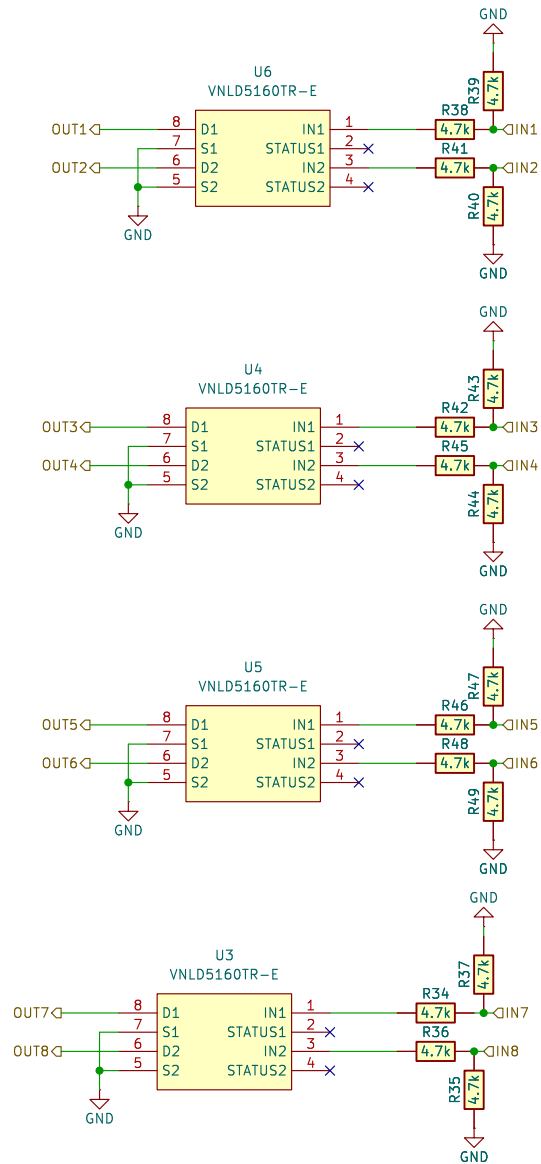 GND
R39
4.7k
U6
VNLD5160TR-E
R38
OUT1 8 D1 IN1 1 4.7k IN1
7 S1 STATUS1 2 R41
OUT2 6 D2 IN2 3 4.7k IN2
5 S2 STATUS2 4
R40
4.7k
GND
GND
GND
R43
4.7k
U4
VNLD5160TR-E
R42
OUT3 8 D1 IN1 1 4.7k IN3
7 S1 STATUS1 2 R45
OUT4 6 D2 IN2 3 4.7k IN4
5 S2 STATUS2 4
R44
4.7k
GND
GND
GND
R47
4.7k
U5
VNLD5160TR-E
R46
OUT5 8 D1 IN1 1 4.7k IN5
7 S1 STATUS1 2 R48
OUT6 6 D2 IN2 3 4.7k IN6
5 S2 STATUS2 4
R49
4.7k
GND
GND
GND
R37
4.7k
U3
VNLD5160TR-E
R34
OUT7 8 D1 IN1 1 4.7k IN7
7 S1 STATUS1 2 R36
OUT8 6 D2 IN2 3 4.7k IN8
5 S2 STATUS2 4
R35
4.7k
GND
GND